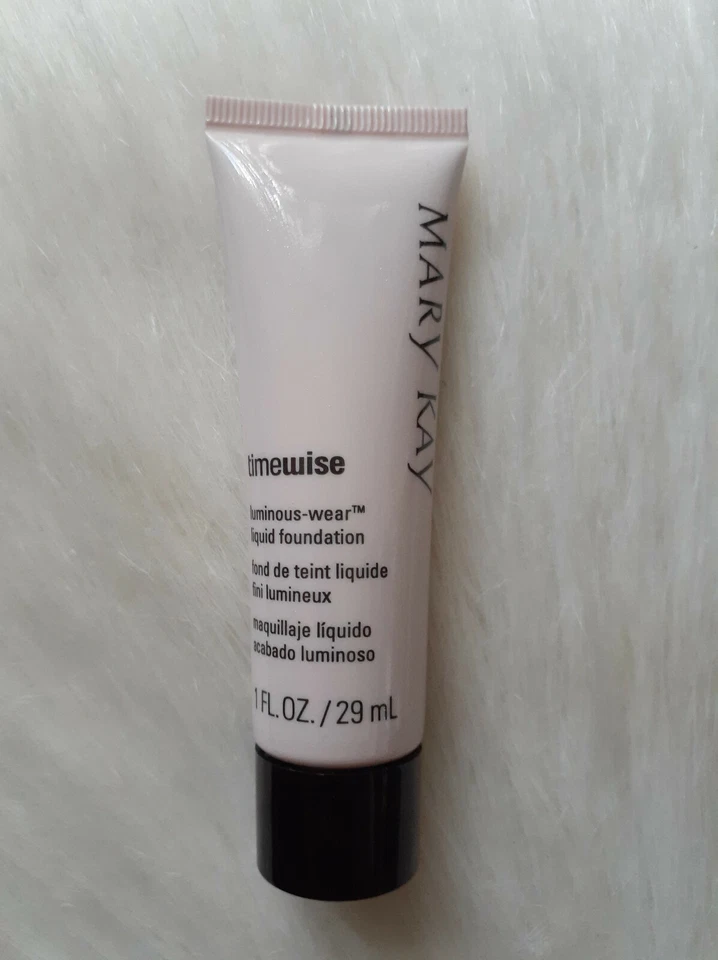 MARY KAY
timewise
luminous-wear™
liquid foundation
fond de teint liquide
fini lumineux
maquillaje líquido
acabado luminoso
1 FL.OZ. / 29 mL